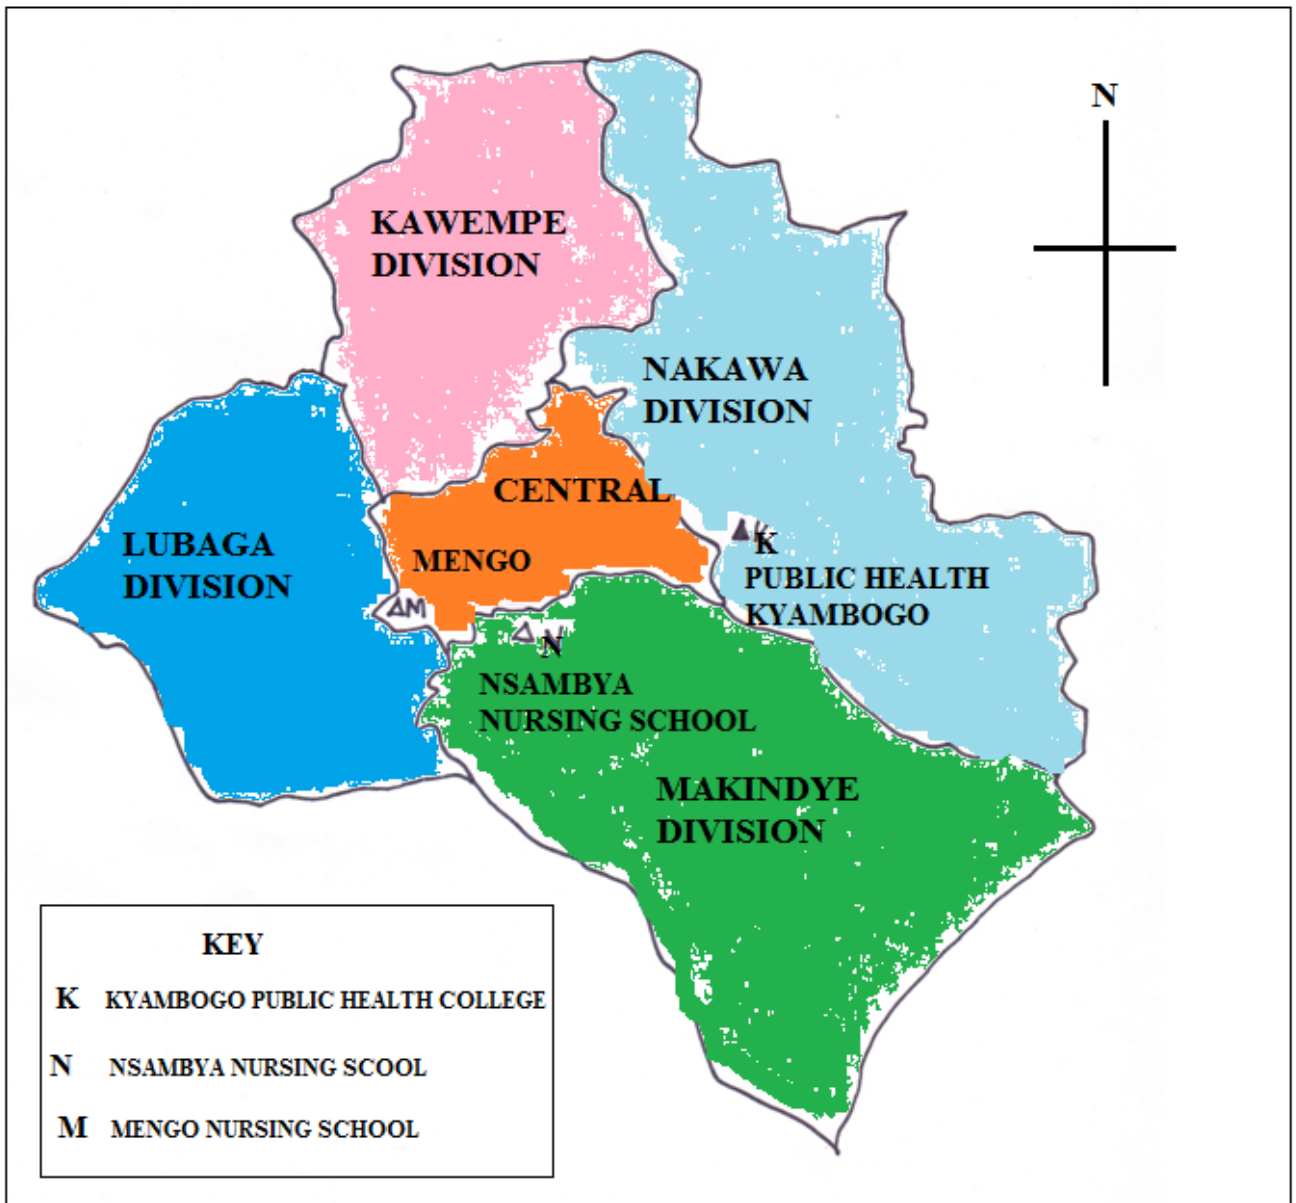 N
KAWEMPE
DIVISION
NAKAWA
DIVISION
CENTRAL
LUBAGA
DIVISION
MENGO
K
PUBLIC HEALTH
KYAMBOGO
M
N
NSAMBYA
NURSING SCHOOL
MAKINDYE
DIVISION
KEY
K KYAMBOGO PUBLIC HEALTH COLLEGE
N NSAMBYA NURSING SCOOL
M MENGO NURSING SCHOOL